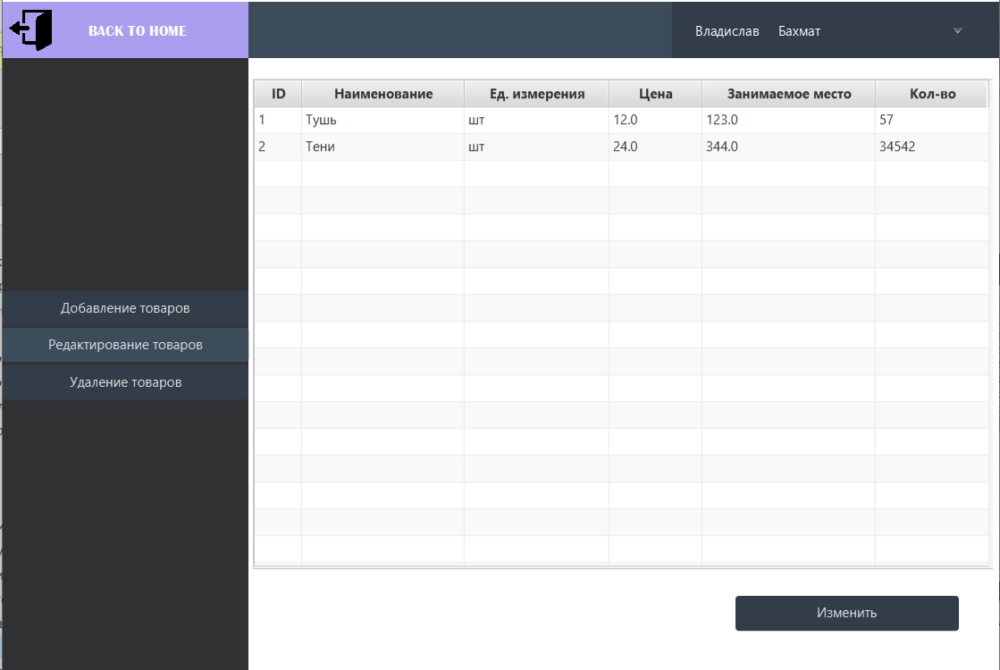 BACK TO HOME
Владислав Бахмат
ID Наименование Ед. измерения Цена Занимаемое место Кол-во
1 Тушь шт 12.0 123.0 57
2 Тени шт 24.0 344.0 34542
Добавление товаров
Редактирование товаров
Удаление товаров
Изменить